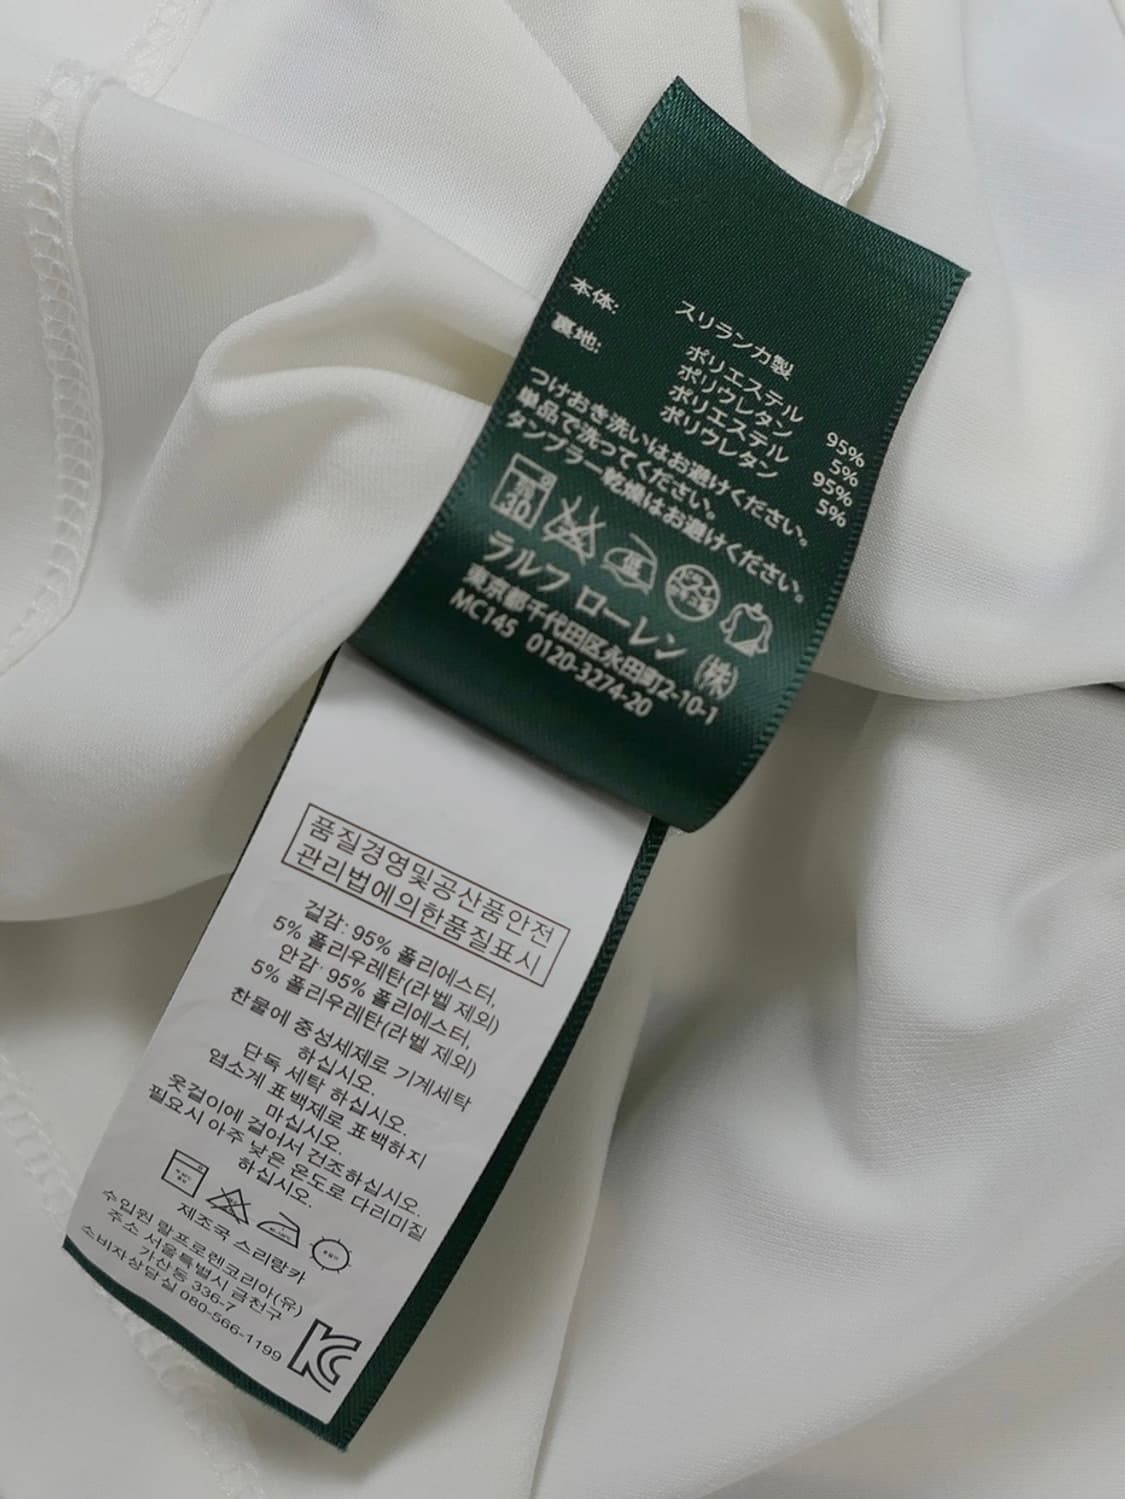 スリランカ製
本体:
ポリエステル 95%
ポリウレタン 5%
裏地:
ポリエステル 95%
ポリウレタン 5%
つけおき洗いはお避けください。
単品で洗ってください。
タンブラー乾燥はお避けください。
30
ラルフ ローレン (株)
東京都千代田区永田町2-10-1
MC145 0120-3274-20
품질경영및공산품안전
관리법에의한품질표시
겉감: 95% 폴리에스터,
5% 폴리우레탄(라벨 제외)
안감: 95% 폴리에스터,
5% 폴리우레탄(라벨 제외)
찬물에 중성세제로 기계세탁
하십시오.
단독 세탁 하십시오.
염소계 표백제로 표백하지
마십시오.
옷걸이에 걸어서 건조하십시오.
필요시 아주 낮은 온도로 다리미질
하십시오.
제조국 스리랑카
수입원 랄프로렌코리아(유)
주소 서울특별시 금천구
가산동 336-7
소비자상담실 080-566-1199